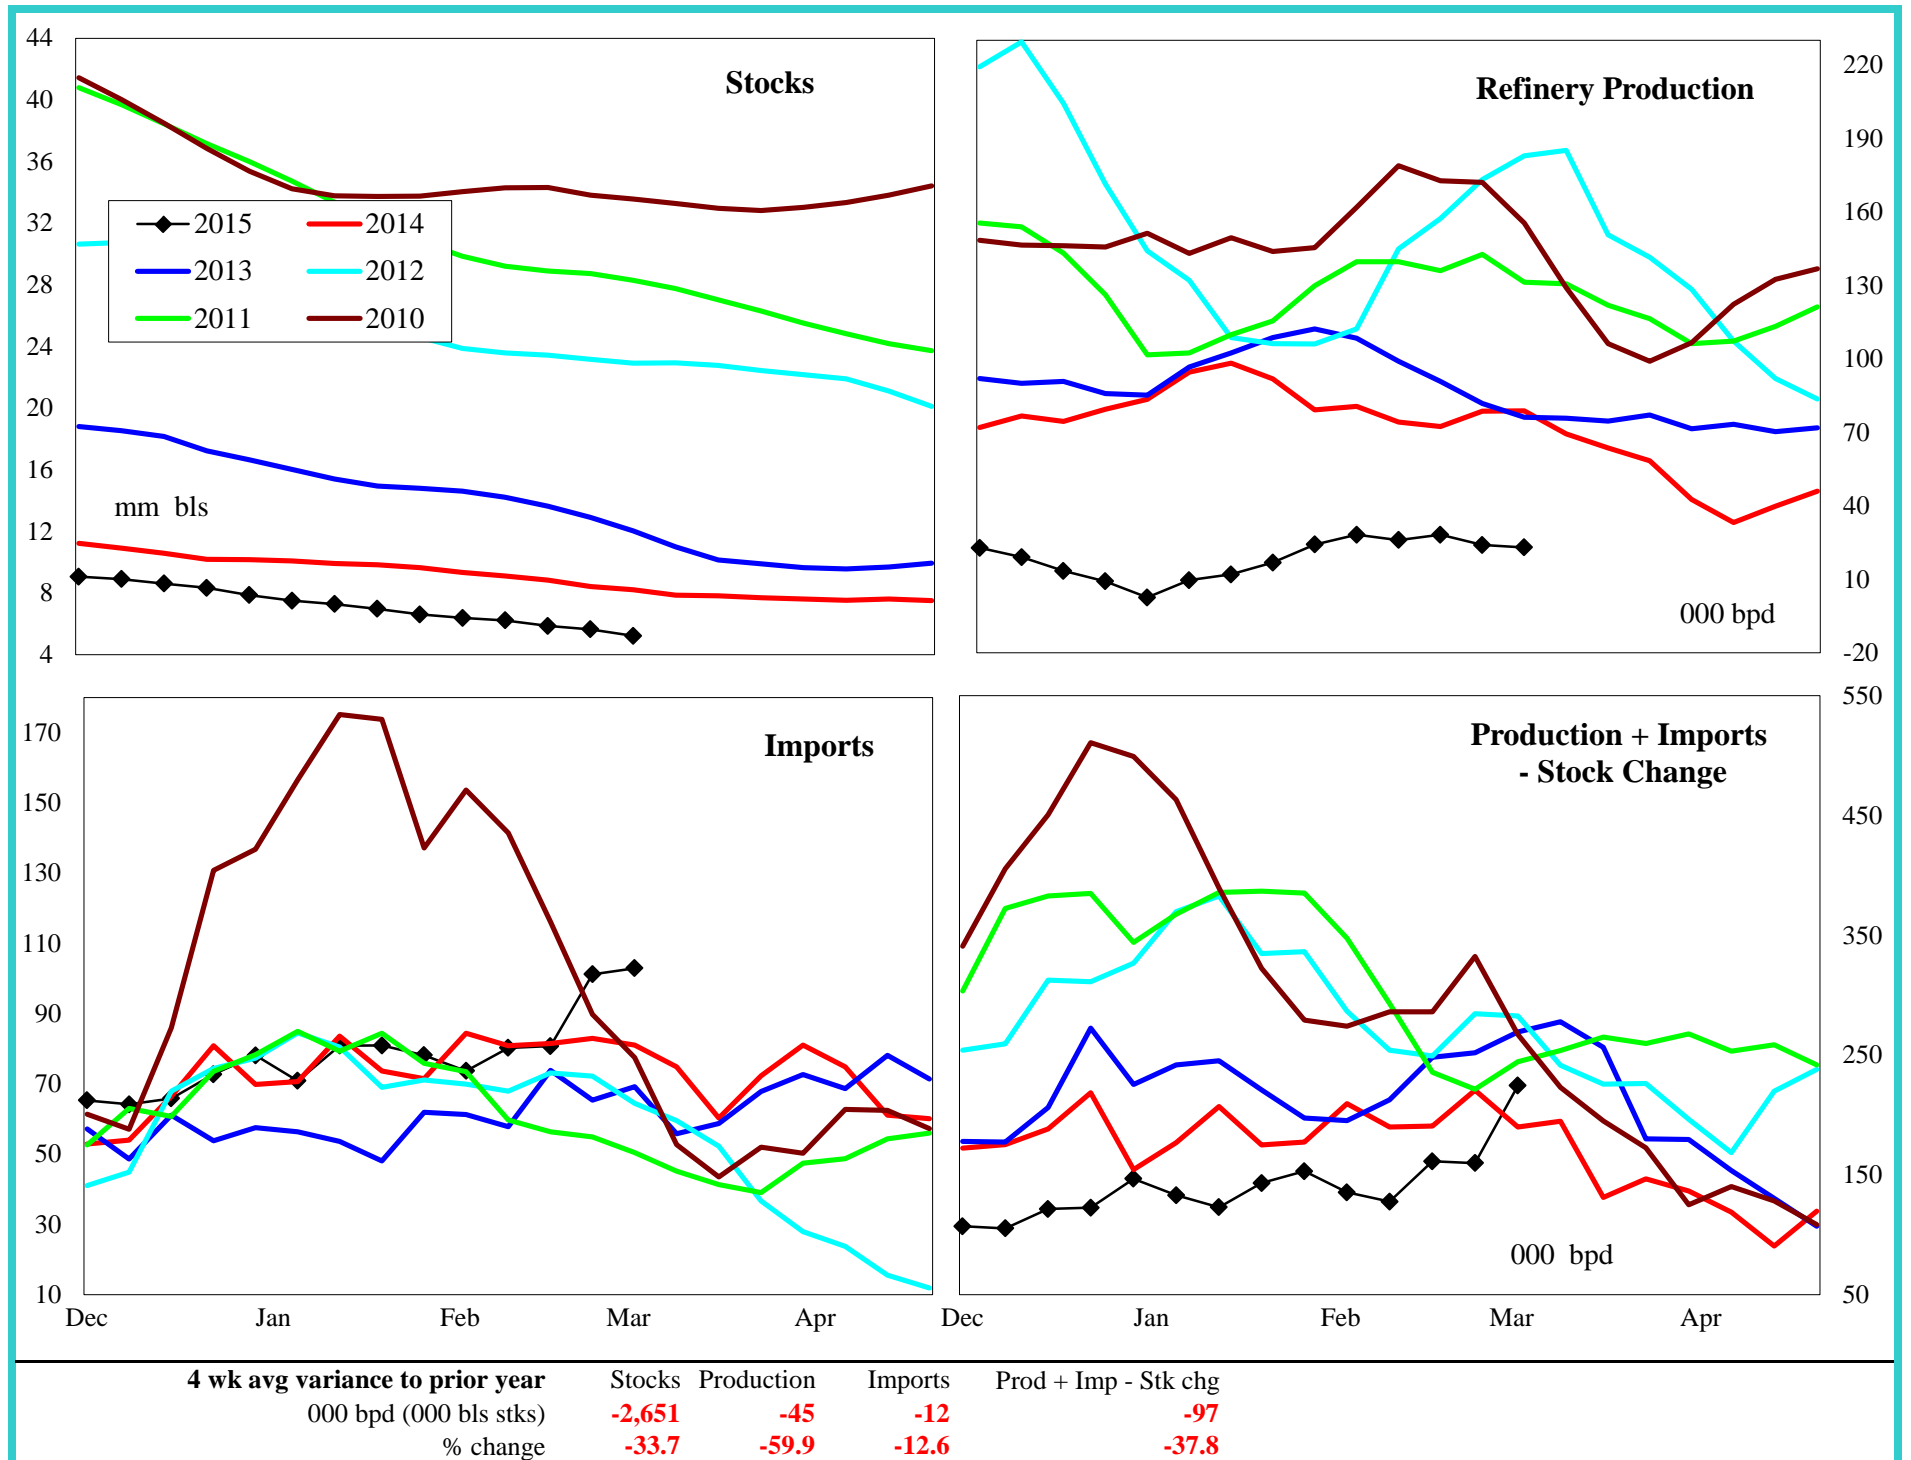 44
40
36
32
28
24
20
16
12
8
4
Stocks
2015 2014
2013 2012
2011 2010
mm bls
Refinery Production
000 bpd
220
190
160
130
100
70
40
10
-20
170
150
130
110
90
70
50
30
10
Imports
Dec Jan Feb Mar Apr
Production + Imports
- Stock Change
000 bpd
550
450
350
250
150
50
Dec Jan Feb Mar Apr
4 wk avg variance to prior year Stocks Production Imports Prod + Imp - Stk chg
000 bpd (000 bls stks) -2,651 -45 -12 -97
% change -33.7 -59.9 -12.6 -37.8